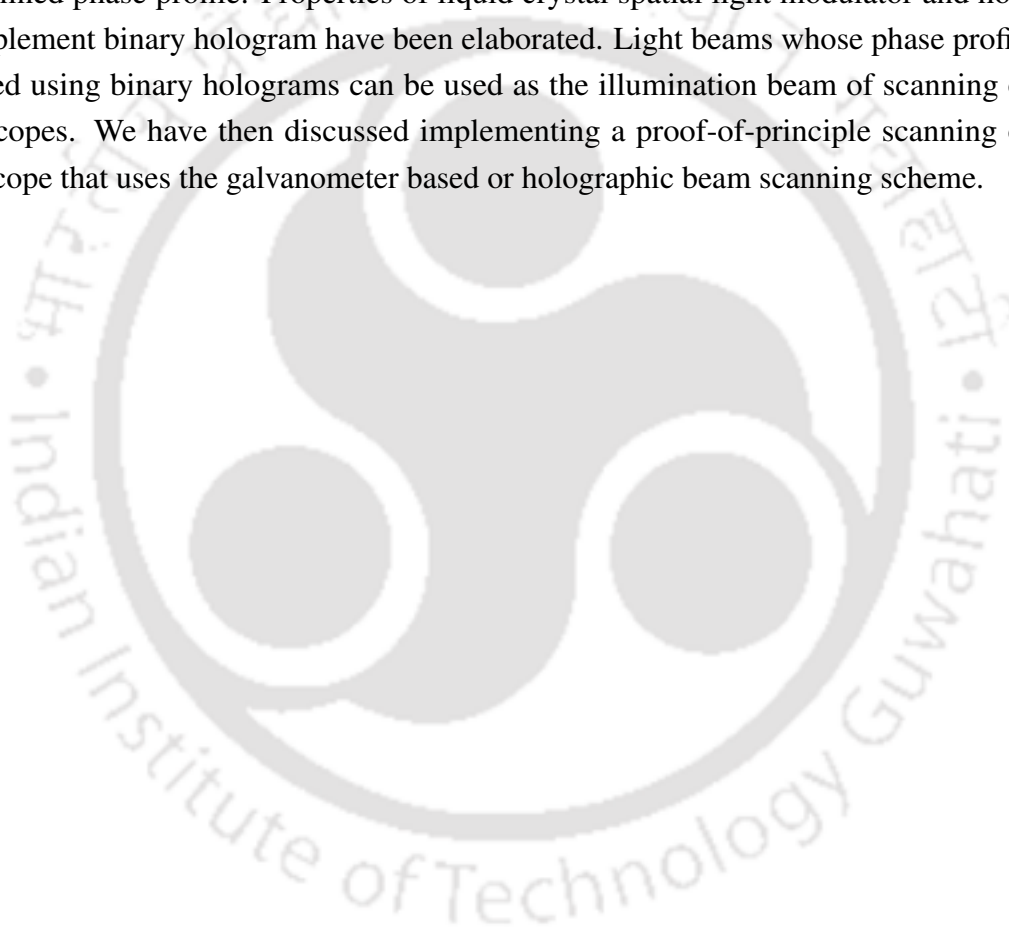 phase profile. Properties of liquid crystal spatial light modulator and
plement binary hologram have been elaborated. Light beams whose phase profi
ed using binary holograms can be used as the illumination beam of scanning
copes. We have then discussed implementing a proof-of-principle scanning
cope that uses the galvanometer based or holographic beam scanning scheme.
Indian Institute of Technology Guwahati